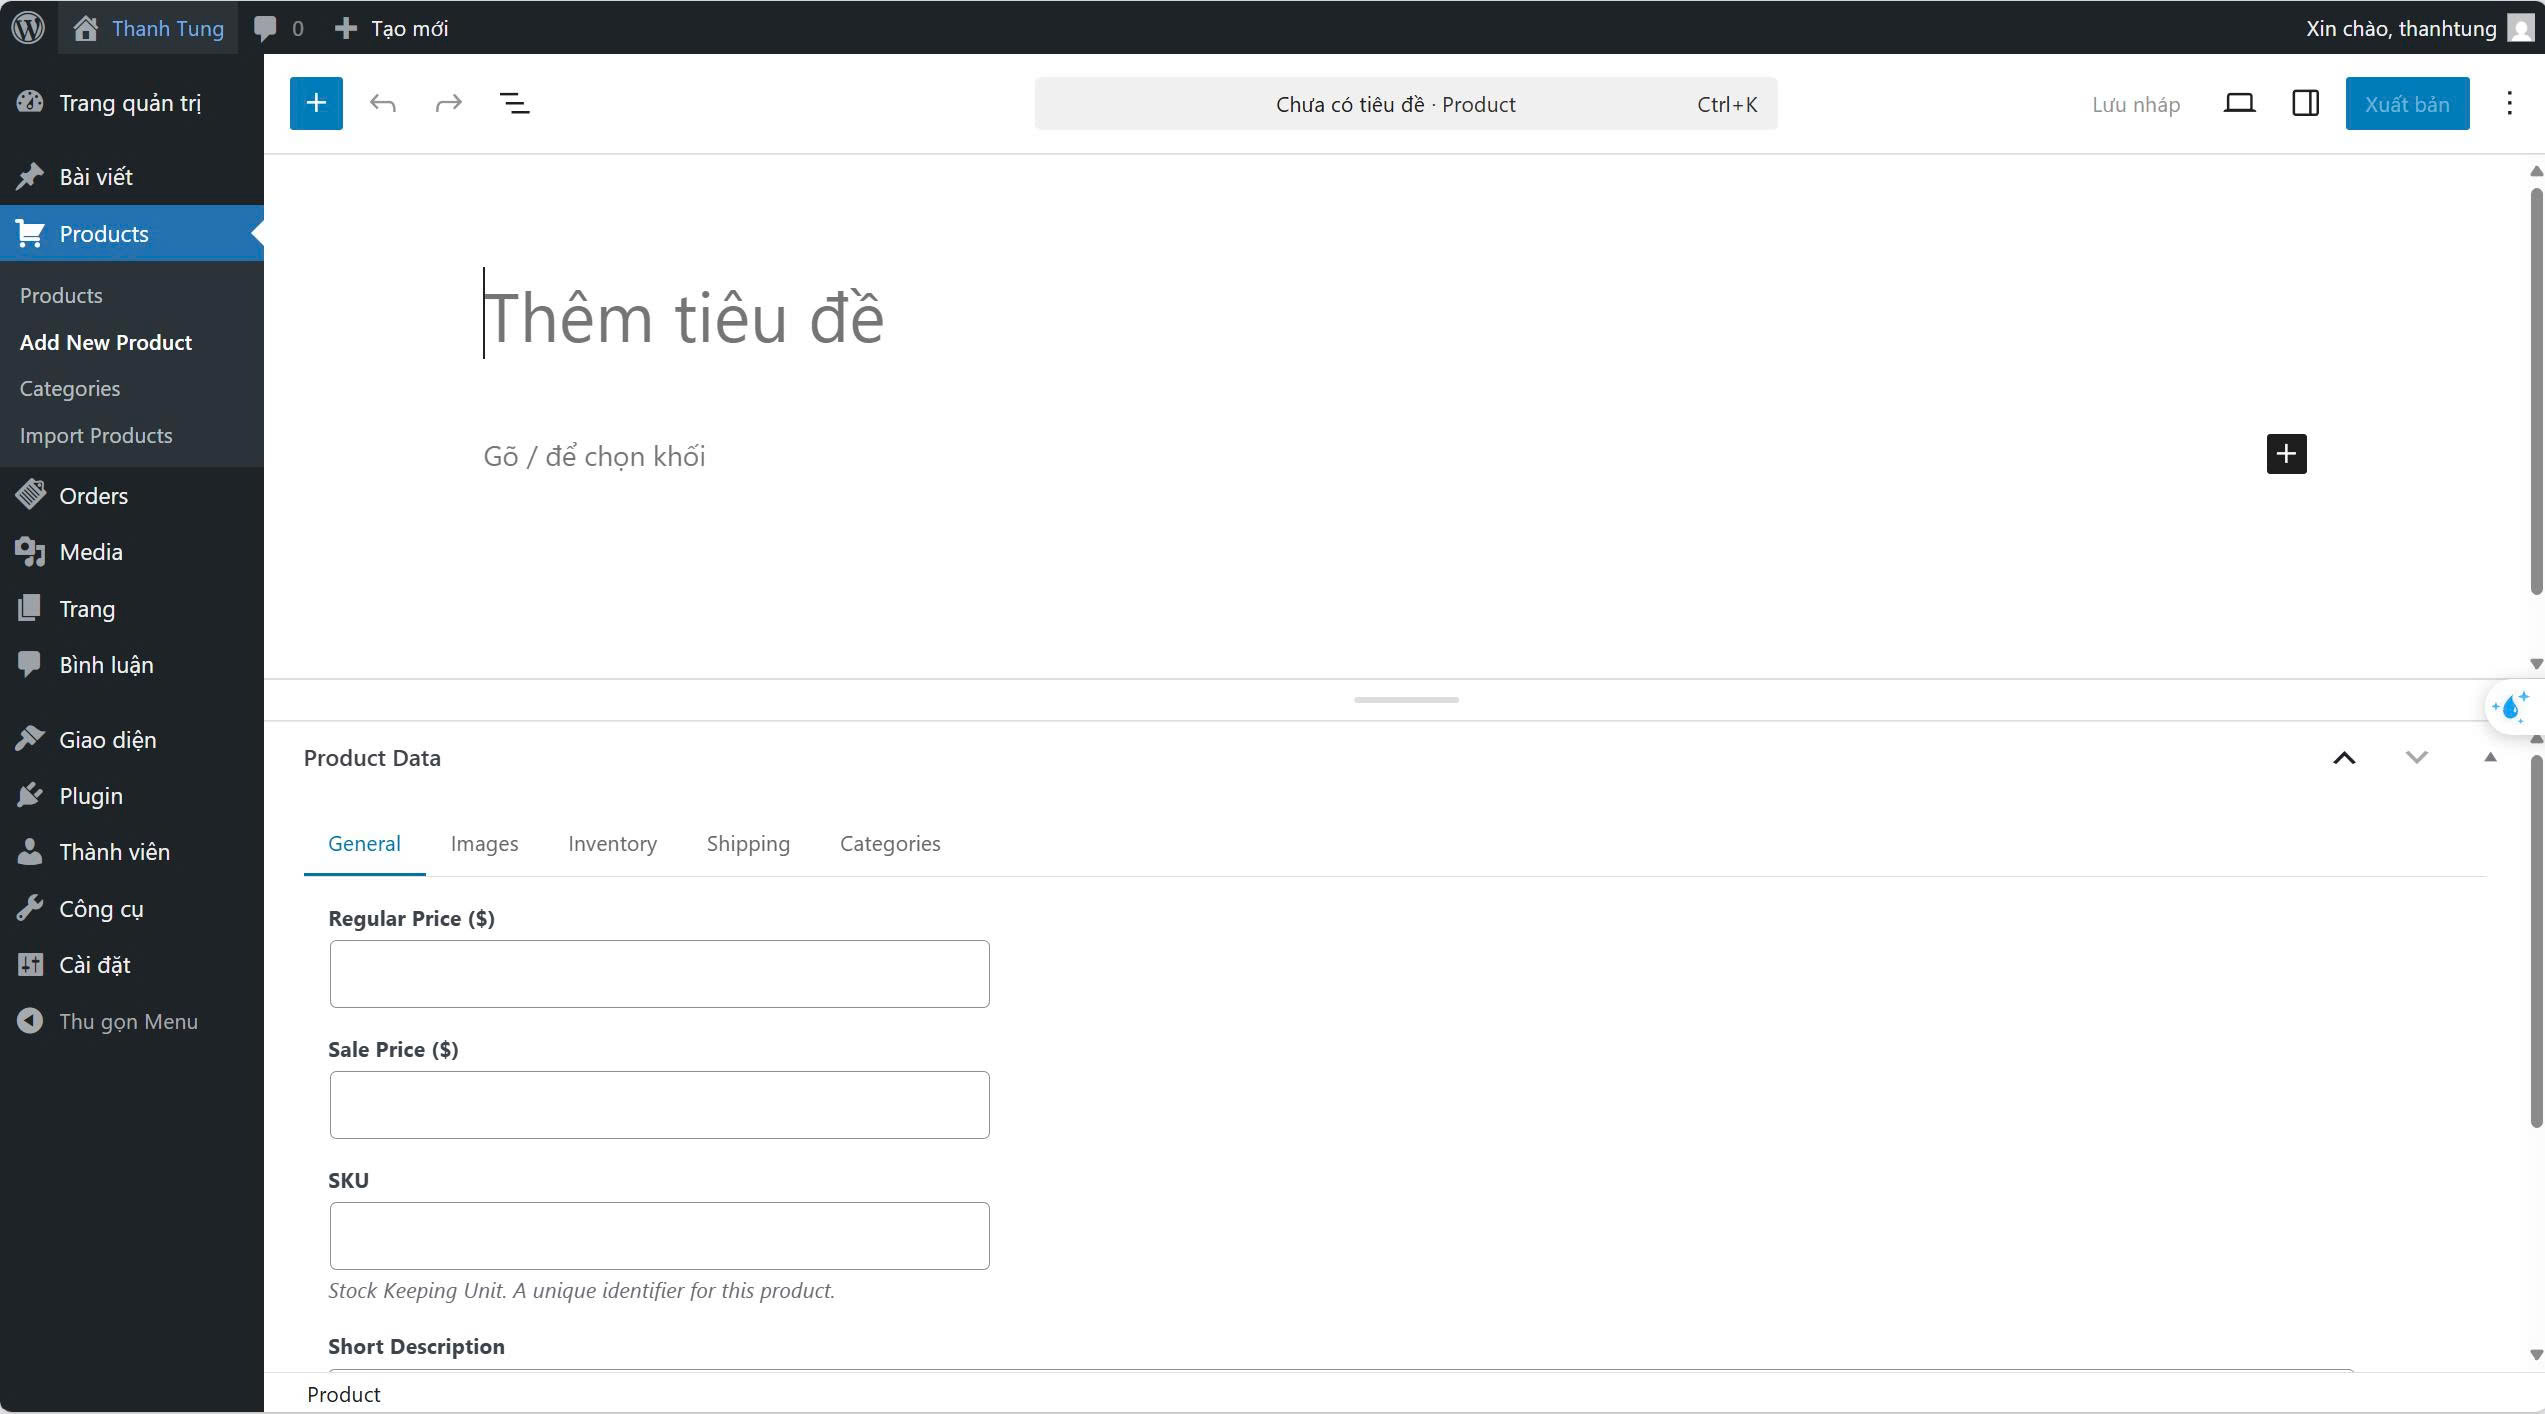 Thanh Tung 0 Tạo mới Xin chào, thanhtung
Trang quản trị
Bài viết
Products
Products
Add New Product
Categories
Import Products
Orders
Media
Trang
Bình luận
Giao diện
Plugin
Thành viên
Công cụ
Cài đặt
Thu gọn Menu
Chưa có tiêu đề · Product Ctrl+K Lưu nháp Xuất bản
Thêm tiêu đề
Gõ / để chọn khối
Product Data
General Images Inventory Shipping Categories
Regular Price ($)
Sale Price ($)
SKU
Stock Keeping Unit. A unique identifier for this product.
Short Description
Product